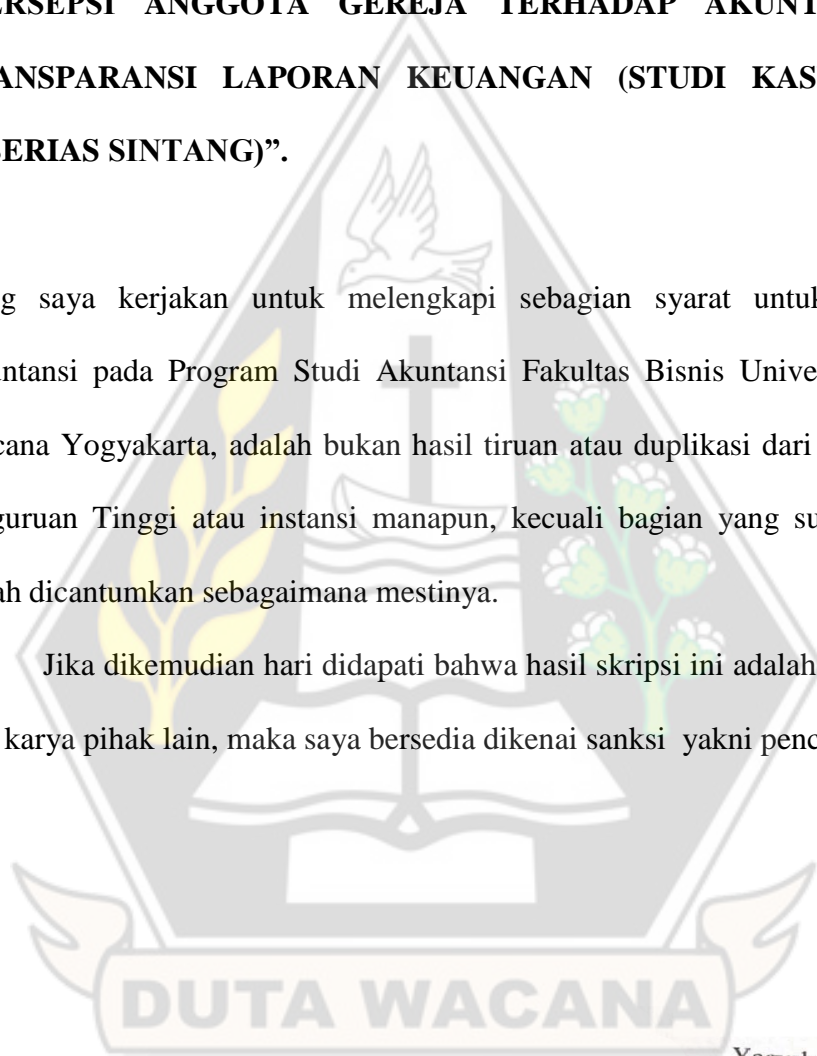 ERSEPSI ANGGOTA GEREJA TERHADAP AKUNT
ANSPARANSI LAPORAN KEUANGAN (STUDI KAS
BERIAS SINTANG)”.
g saya kerjakan untuk melengkapi sebagian syarat untuk
untansi pada Program Studi Akuntansi Fakultas Bisnis Unive
cana Yogyakarta, adalah bukan hasil tiruan atau duplikasi dari
guruan Tinggi atau instansi manapun, kecuali bagian yang su
ah dicantumkan sebagaimana mestinya.
Jika dikemudian hari didapati bahwa hasil skripsi ini adalah
karya pihak lain, maka saya bersedia dikenai sanksi yakni penc
DUTA WACANA